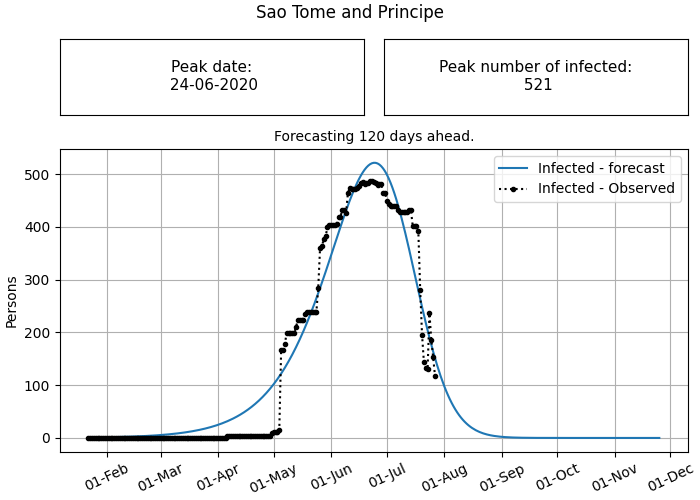 Sao Tome and Principe
Peak date:
24-06-2020
Peak number of infected:
521
Forecasting 120 days ahead.
Infected - forecast
Infected - Observed
Persons
500
400
300
200
100
0
01-Feb
01-Mar
01-Apr
01-May
01-Jun
01-Jul
01-Aug
01-Sep
01-Oct
01-Nov
01-Dec